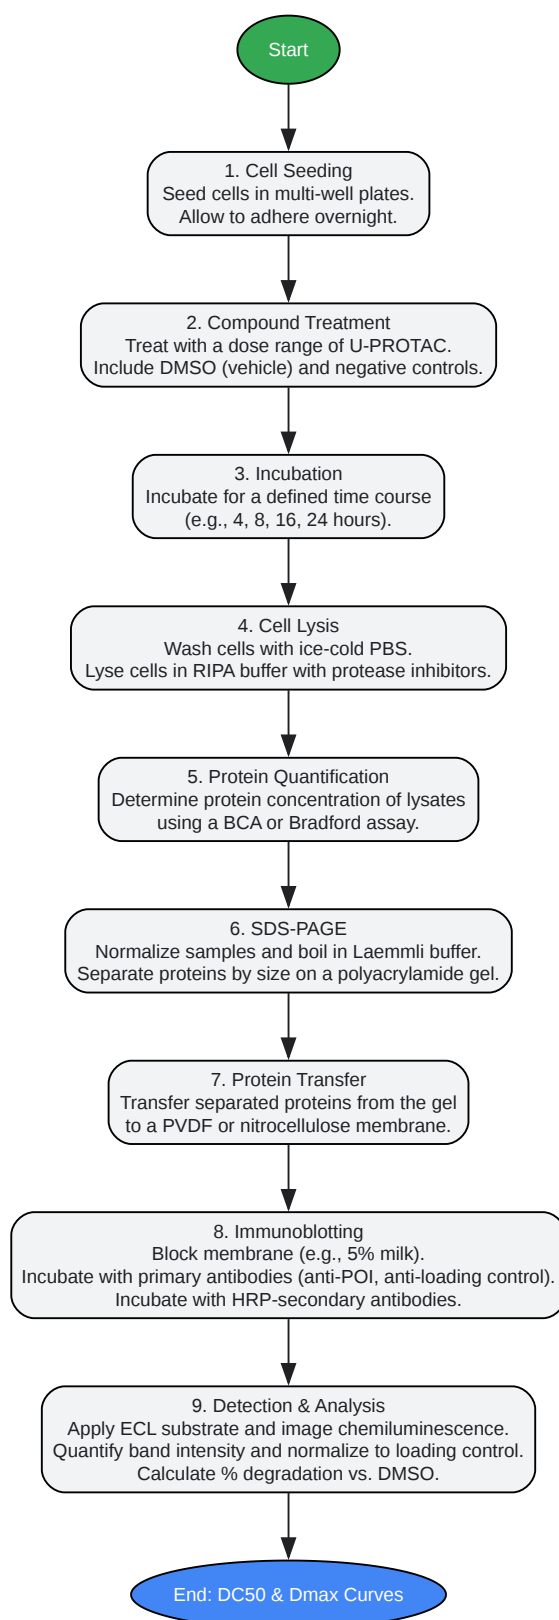 Start
1. Cell Seeding
Seed cells in multi-well plates.
Allow to adhere overnight.
2. Compound Treatment
Treat with a dose range of U-PROTAC.
Include DMSO (vehicle) and negative controls.
3. Incubation
Incubate for a defined time course
(e.g., 4, 8, 16, 24 hours).
4. Cell Lysis
Wash cells with ice-cold PBS.
Lyse cells in RIPA buffer with protease inhibitors.
5. Protein Quantification
Determine protein concentration of lysates
using a BCA or Bradford assay.
6. SDS-PAGE
Normalize samples and boil in Laemmli buffer.
Separate proteins by size on a polyacrylamide gel.
7. Protein Transfer
Transfer separated proteins from the gel
to a PVDF or nitrocellulose membrane.
8. Immunoblotting
Block membrane (e.g., 5% milk).
Incubate with primary antibodies (anti-POI, anti-loading control).
Incubate with HRP-secondary antibodies.
9. Detection & Analysis
Apply ECL substrate and image chemiluminescence.
Quantify band intensity and normalize to loading control.
Calculate % degradation vs. DMSO.
End: DC50 & Dmax Curves